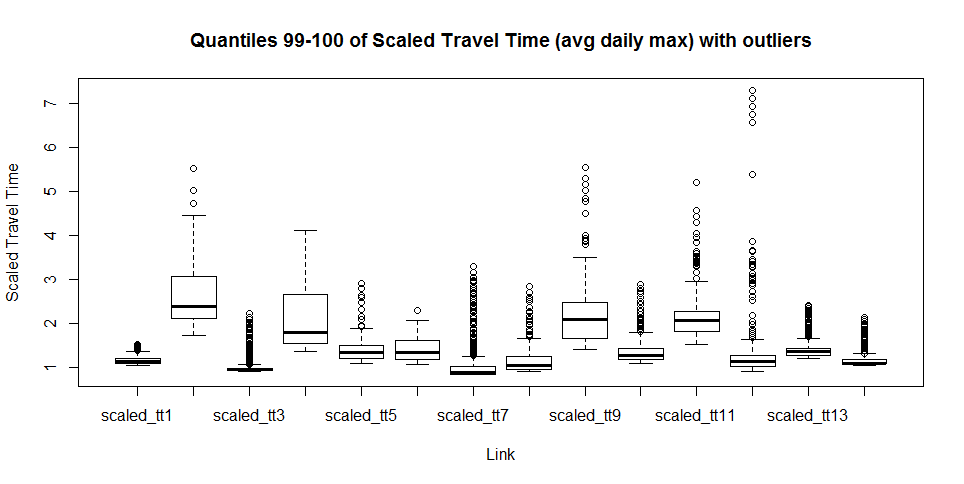 Quantiles 99-100 of Scaled Travel Time (avg daily max) with outliers
Scaled Travel Time
7
6
5
4
3
2
1
scaled_tt1 scaled_tt3 scaled_tt5 scaled_tt7 scaled_tt9 scaled_tt11 scaled_tt13
Link